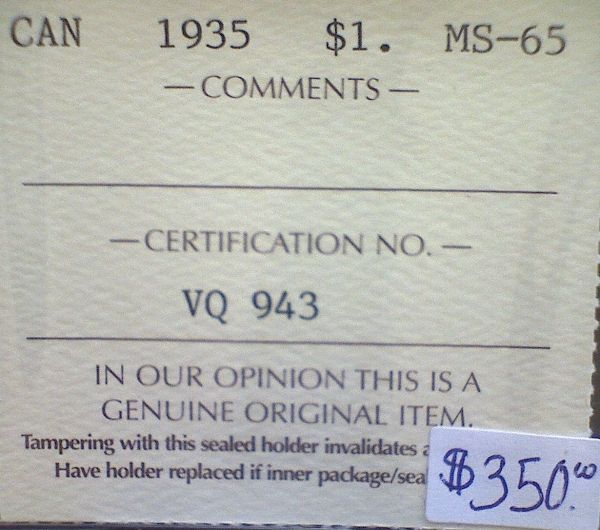 CAN 1935 $1. MS-65
— COMMENTS —
— CERTIFICATION NO. —
VQ 943
IN OUR OPINION THIS IS A
GENUINE ORIGINAL ITEM.
Tampering with this sealed holder invalidates
Have holder replaced if inner package/sea
$350.00